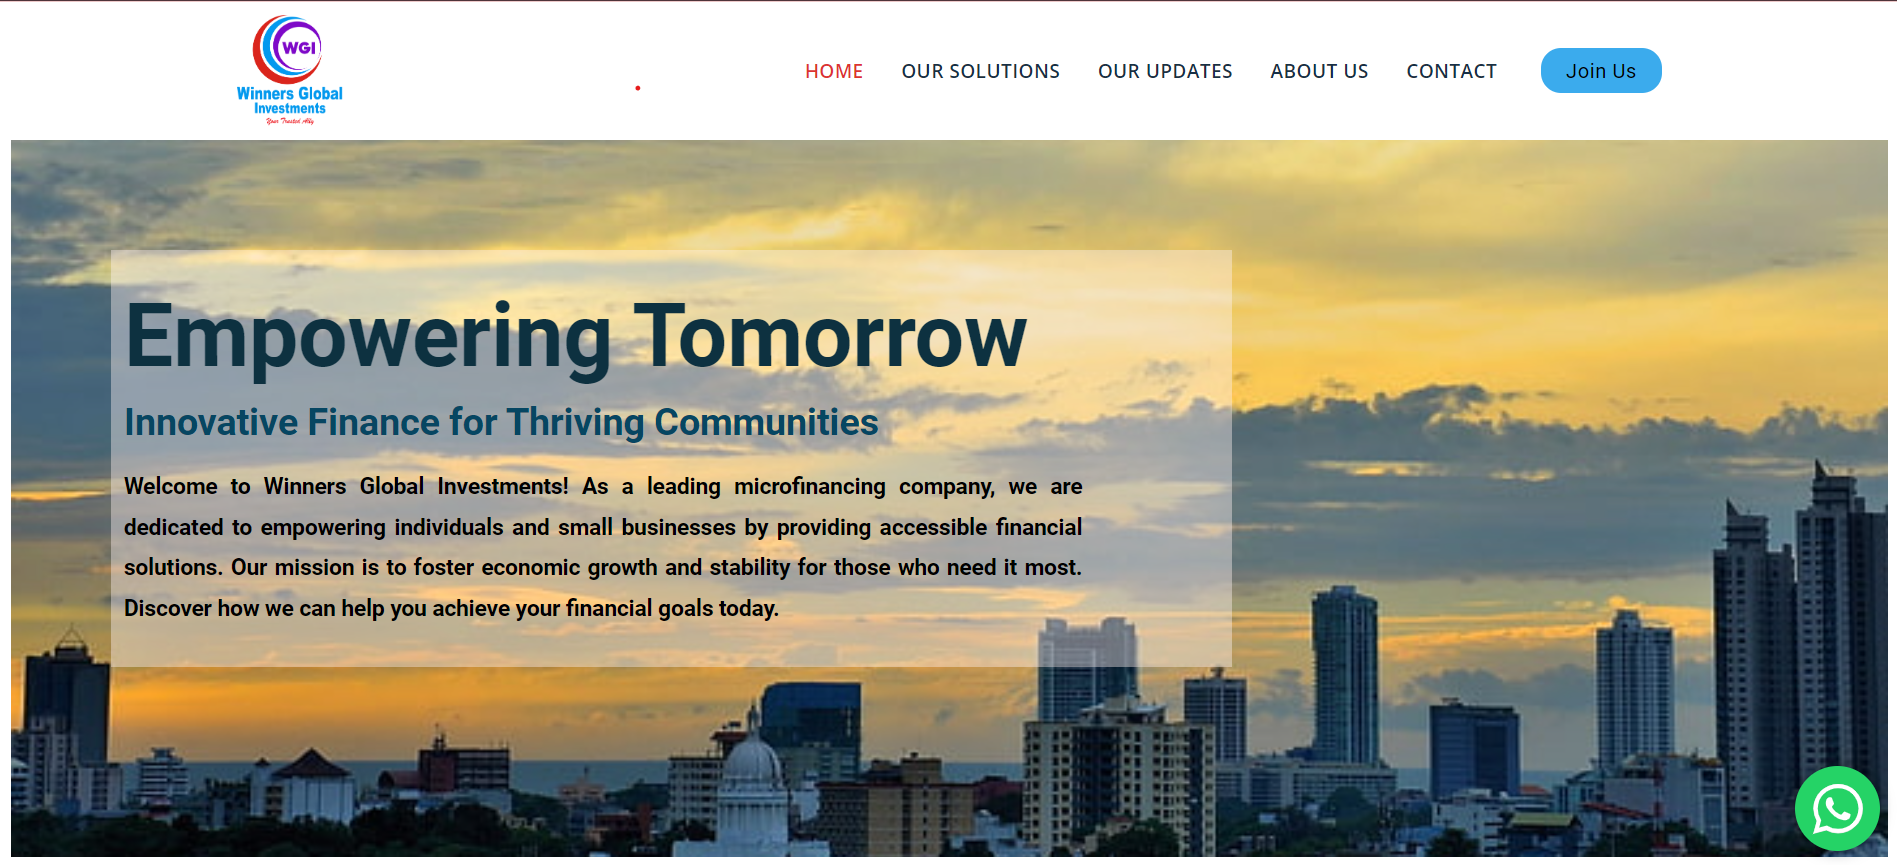 WGI
Winners Global
Investments
Your Trusted Ally
HOME
OUR SOLUTIONS
OUR UPDATES
ABOUT US
CONTACT
Join Us
Empowering Tomorrow
Innovative Finance for Thriving Communities
Welcome to Winners Global Investments! As a leading microfinancing company, we are
dedicated to empowering individuals and small businesses by providing accessible financial
solutions. Our mission is to foster economic growth and stability for those who need it most.
Discover how we can help you achieve your financial goals today.